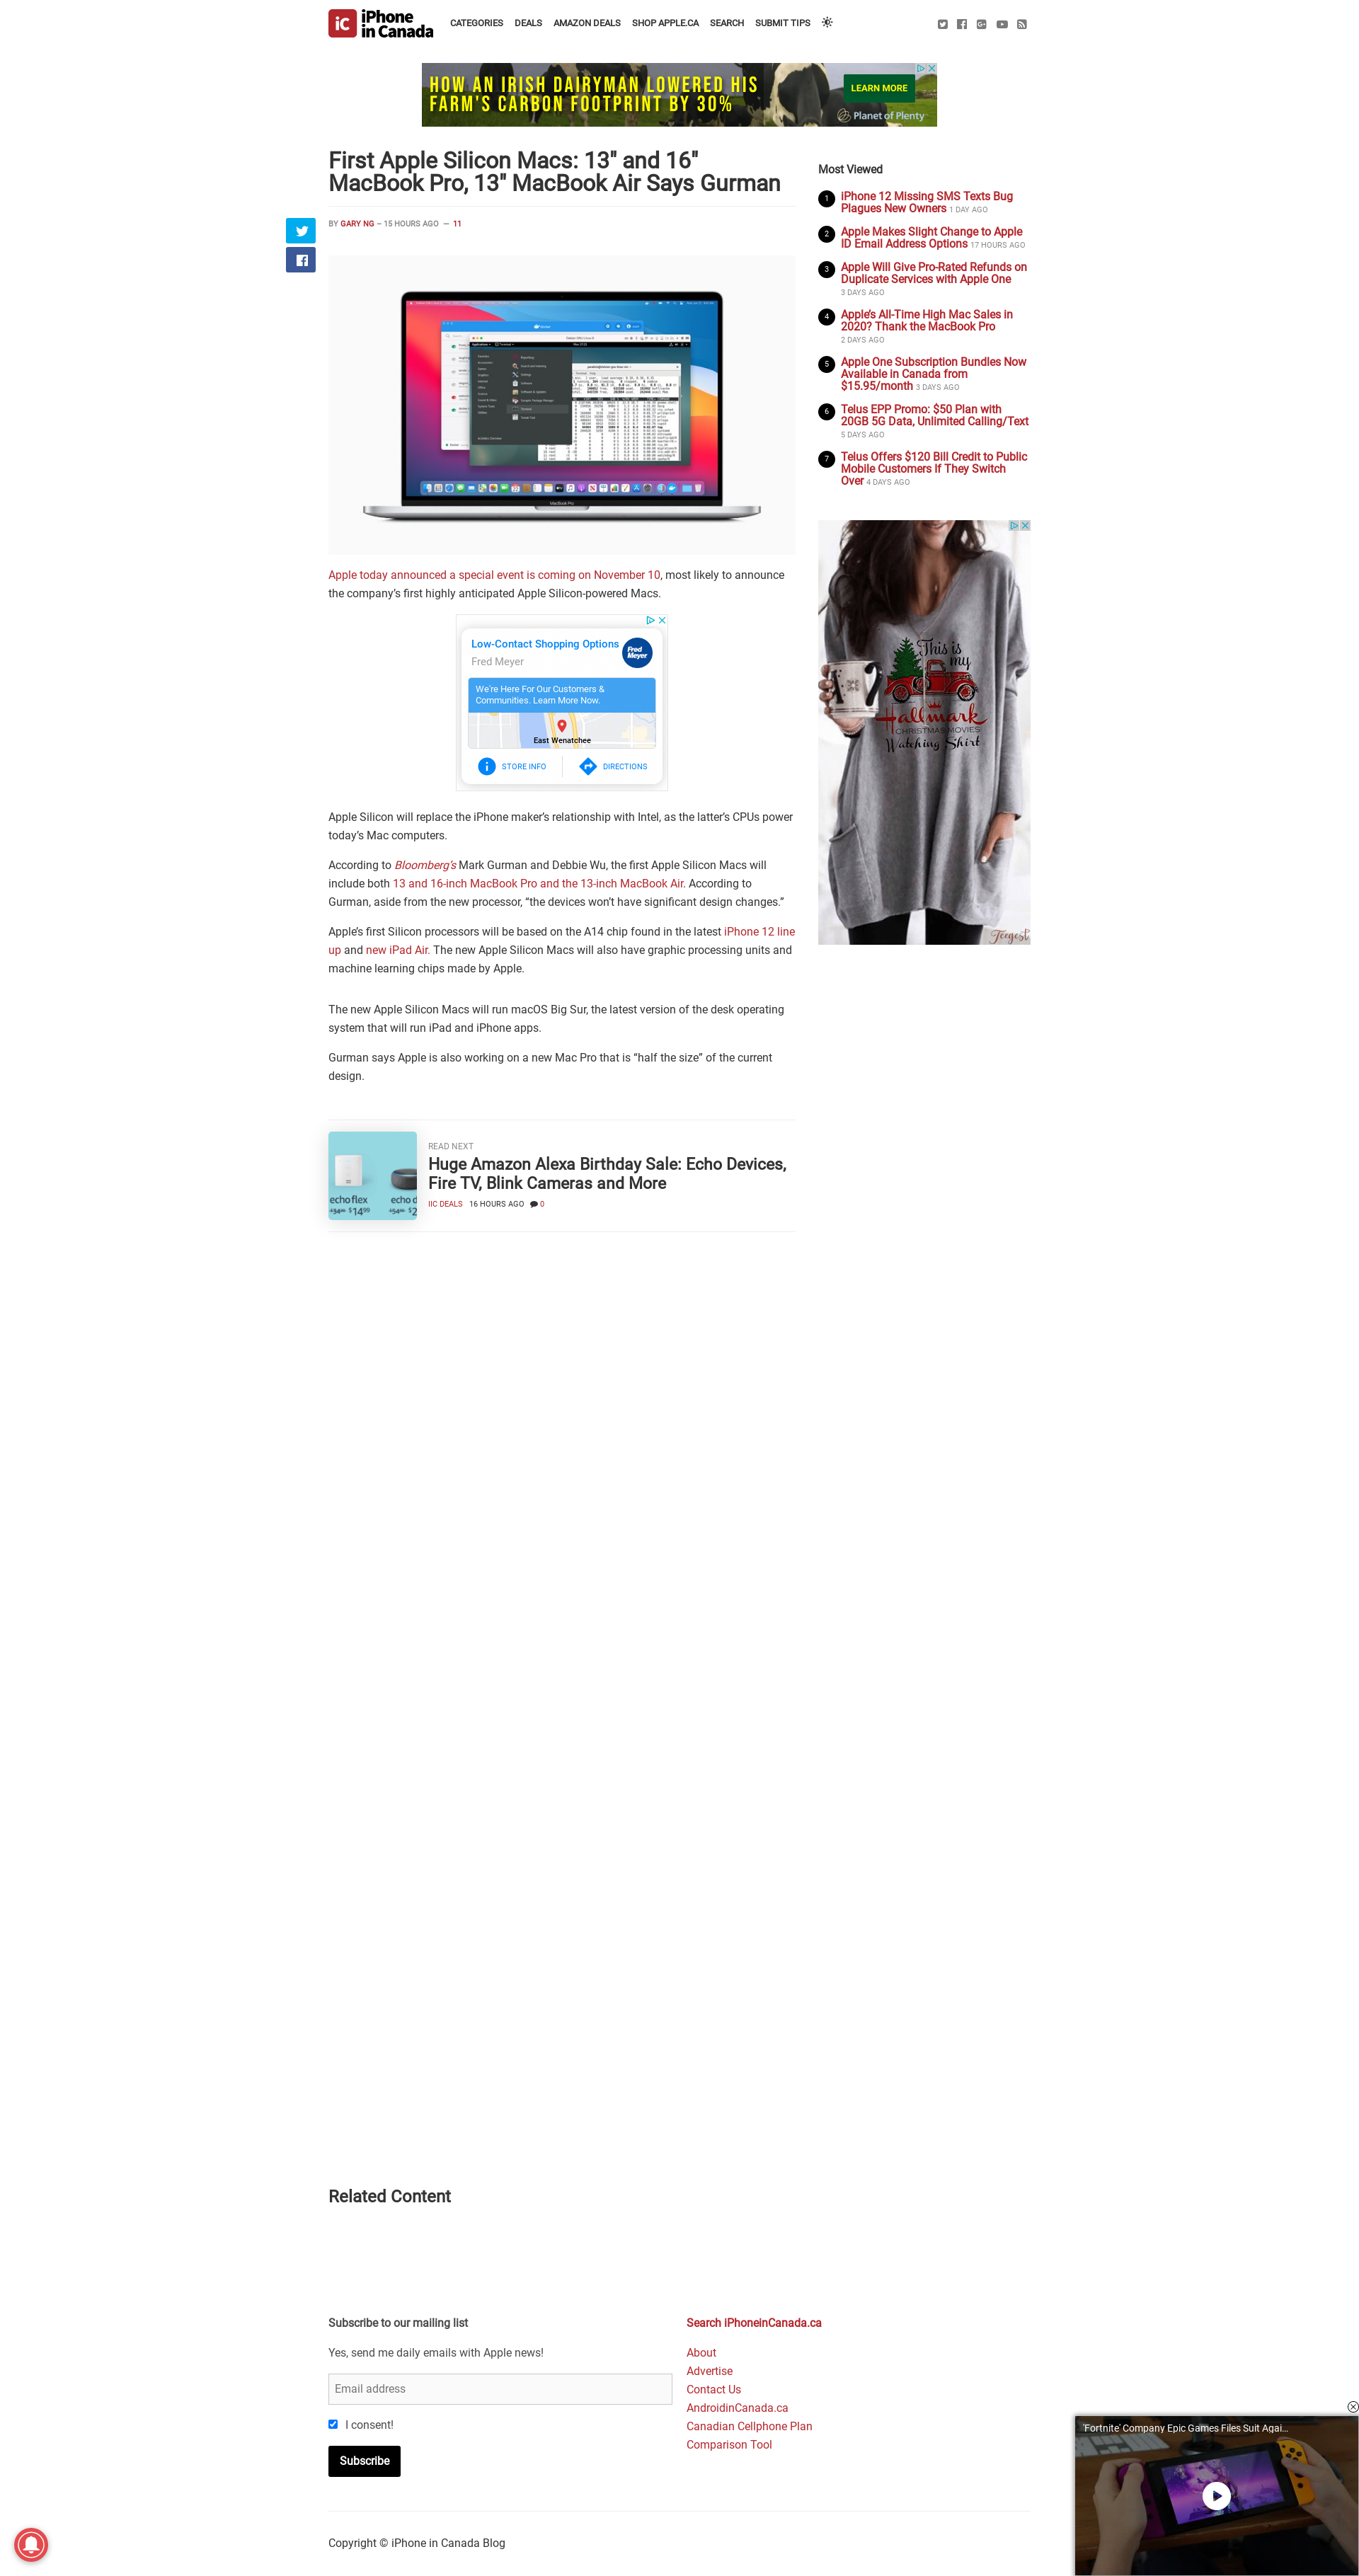 iC iPhone in Canada
CATEGORIES DEALS AMAZON DEALS SHOP APPLE.CA SEARCH SUBMIT TIPS
HOW AN IRISH DAIRYMAN LOWERED HIS
FARM'S CARBON FOOTPRINT BY 30%
LEARN MORE
Planet of Plenty
First Apple Silicon Macs: 13" and 16"
MacBook Pro, 13" MacBook Air Says Gurman
BY GARY NG – 15 HOURS AGO — 11
MacBook Pro
Apple today announced a special event is coming on November 10, most likely to announce
the company’s first highly anticipated Apple Silicon-powered Macs.
Low-Contact Shopping Options
Fred Meyer
Fred Meyer
We're Here For Our Customers &
Communities. Learn More Now.
East Wenatchee
STORE INFO
DIRECTIONS
Apple Silicon will replace the iPhone maker’s relationship with Intel, as the latter’s CPUs power
today’s Mac computers.
According to Bloomberg’s Mark Gurman and Debbie Wu, the first Apple Silicon Macs will
include both 13 and 16-inch MacBook Pro and the 13-inch MacBook Air. According to
Gurman, aside from the new processor, “the devices won’t have significant design changes.”
Apple’s first Silicon processors will be based on the A14 chip found in the latest iPhone 12 line
up and new iPad Air. The new Apple Silicon Macs will also have graphic processing units and
machine learning chips made by Apple.
The new Apple Silicon Macs will run macOS Big Sur, the latest version of the desk operating
system that will run iPad and iPhone apps.
Gurman says Apple is also working on a new Mac Pro that is “half the size” of the current
design.
echo flex
$14.99
echo d
READ NEXT
Huge Amazon Alexa Birthday Sale: Echo Devices,
Fire TV, Blink Cameras and More
IIC DEALS 16 HOURS AGO 0
Most Viewed
1 iPhone 12 Missing SMS Texts Bug
Plagues New Owners 1 DAY AGO
2 Apple Makes Slight Change to Apple
ID Email Address Options 17 HOURS AGO
3 Apple Will Give Pro-Rated Refunds on
Duplicate Services with Apple One
3 DAYS AGO
4 Apple’s All-Time High Mac Sales in
2020? Thank the MacBook Pro
2 DAYS AGO
5 Apple One Subscription Bundles Now
Available in Canada from
$15.95/month 3 DAYS AGO
6 Telus EPP Promo: $50 Plan with
20GB 5G Data, Unlimited Calling/Text
5 DAYS AGO
7 Telus Offers $120 Bill Credit to Public
Mobile Customers If They Switch
Over 4 DAYS AGO
This is
my
Hallmark
CHRISTMAS MOVIES
Watching Shirt
Teegest
Related Content
Subscribe to our mailing list
Yes, send me daily emails with Apple news!
Email address
I consent!
Subscribe
Search iPhoneinCanada.ca
About
Advertise
Contact Us
AndroidinCanada.ca
Canadian Cellphone Plan
Comparison Tool
'Fortnite' Company Epic Games Files Suit Agai...
Copyright © iPhone in Canada Blog